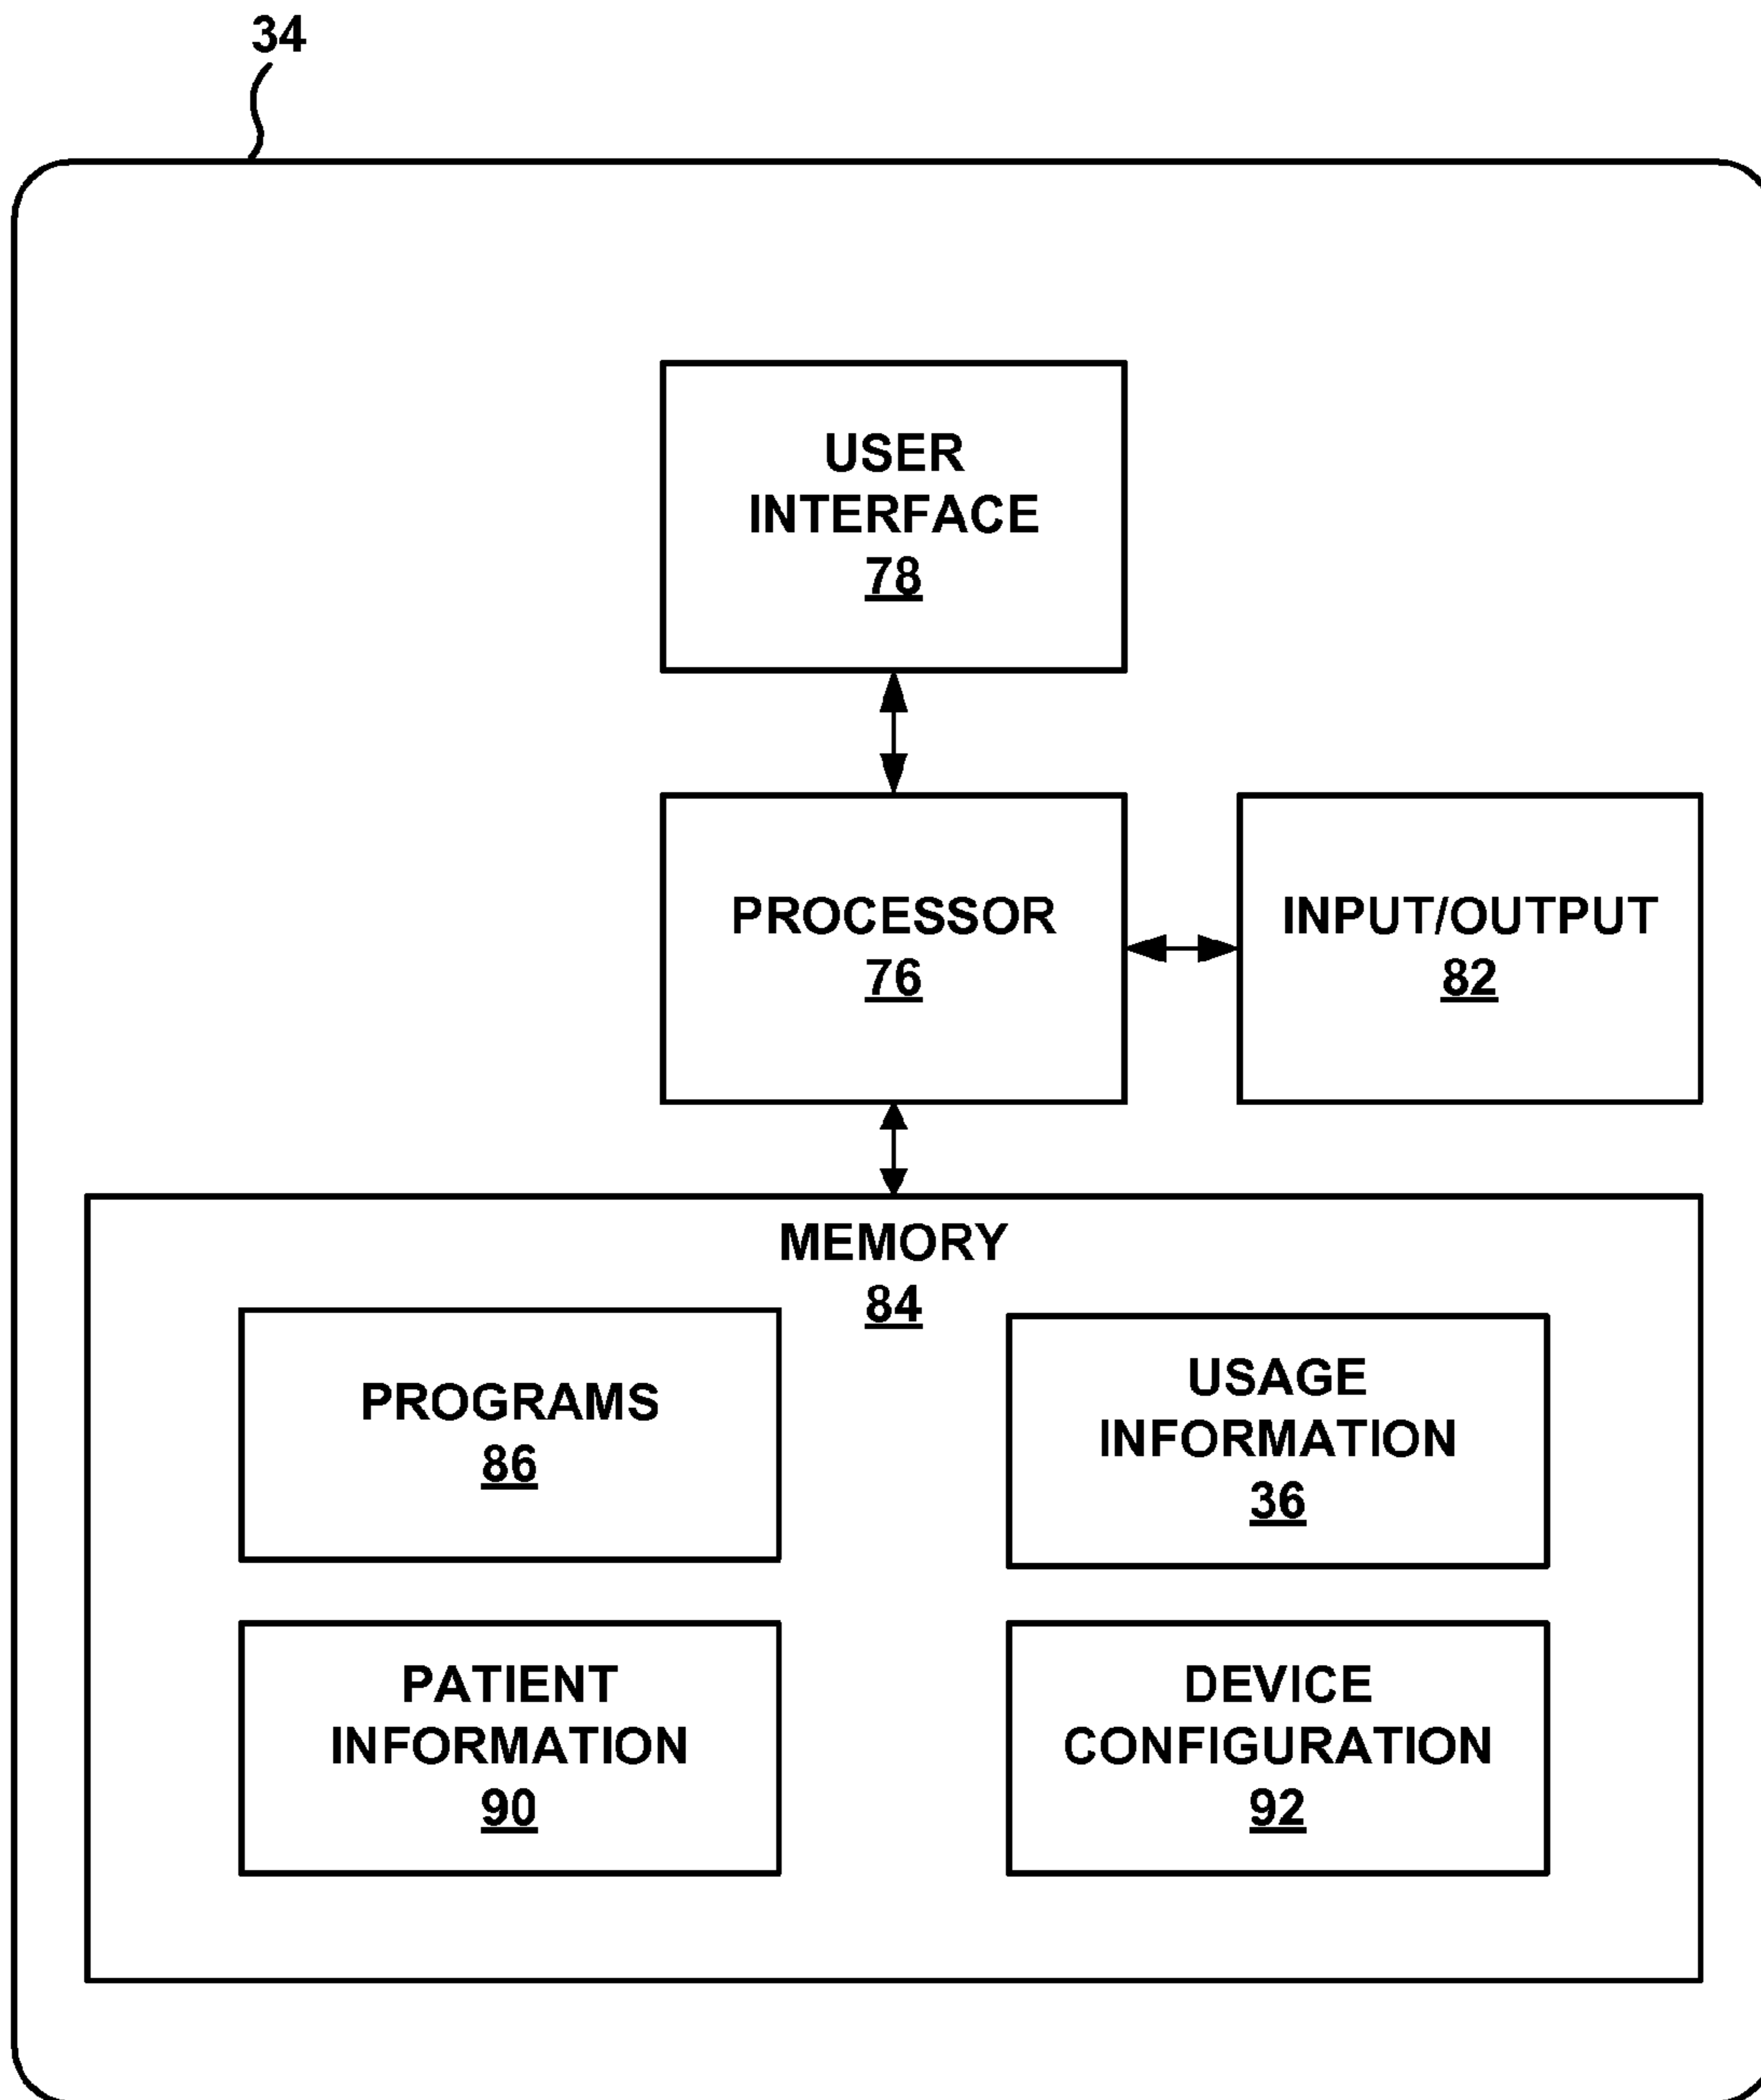 34
USER
INTERFACE
78
PROCESSOR
76
INPUT/OUTPUT
82
MEMORY
84
PROGRAMS
86
USAGE
INFORMATION
36
PATIENT
INFORMATION
90
DEVICE
CONFIGURATION
92